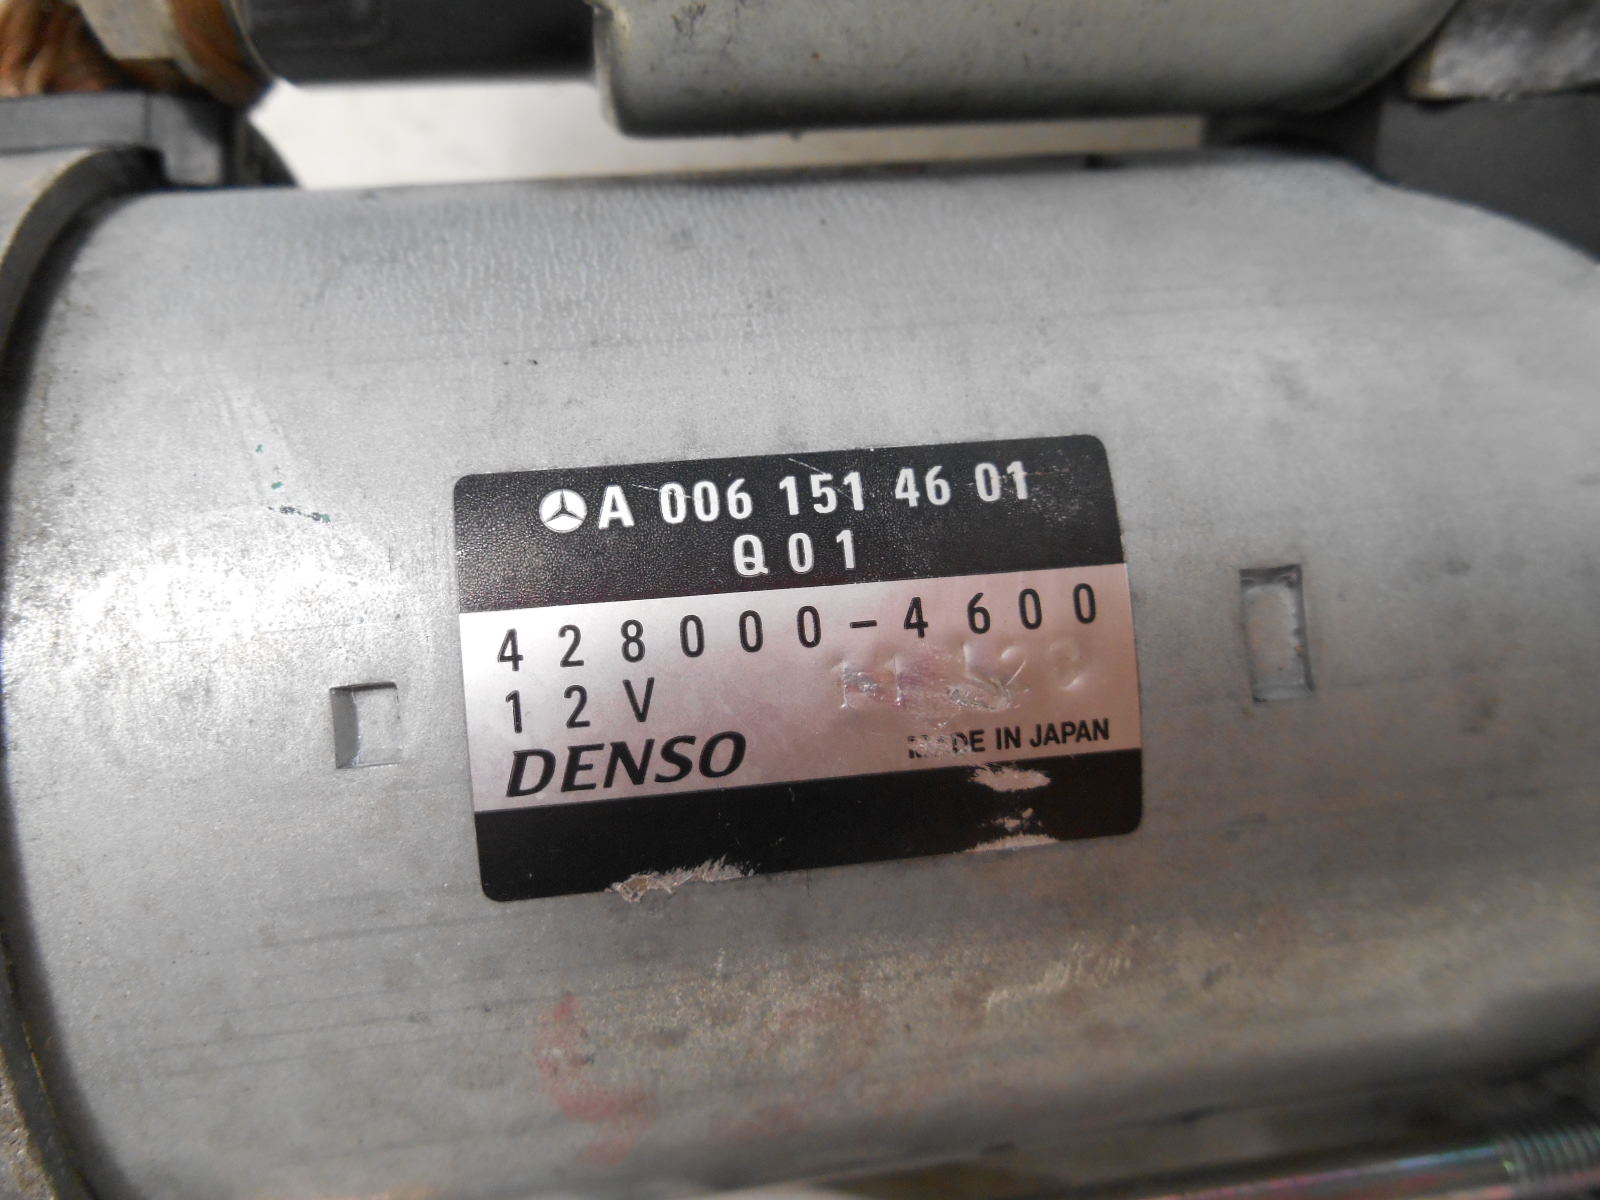 A 006 151 46 01
Q01
428000-4600
12V
DENSO
MADE IN JAPAN